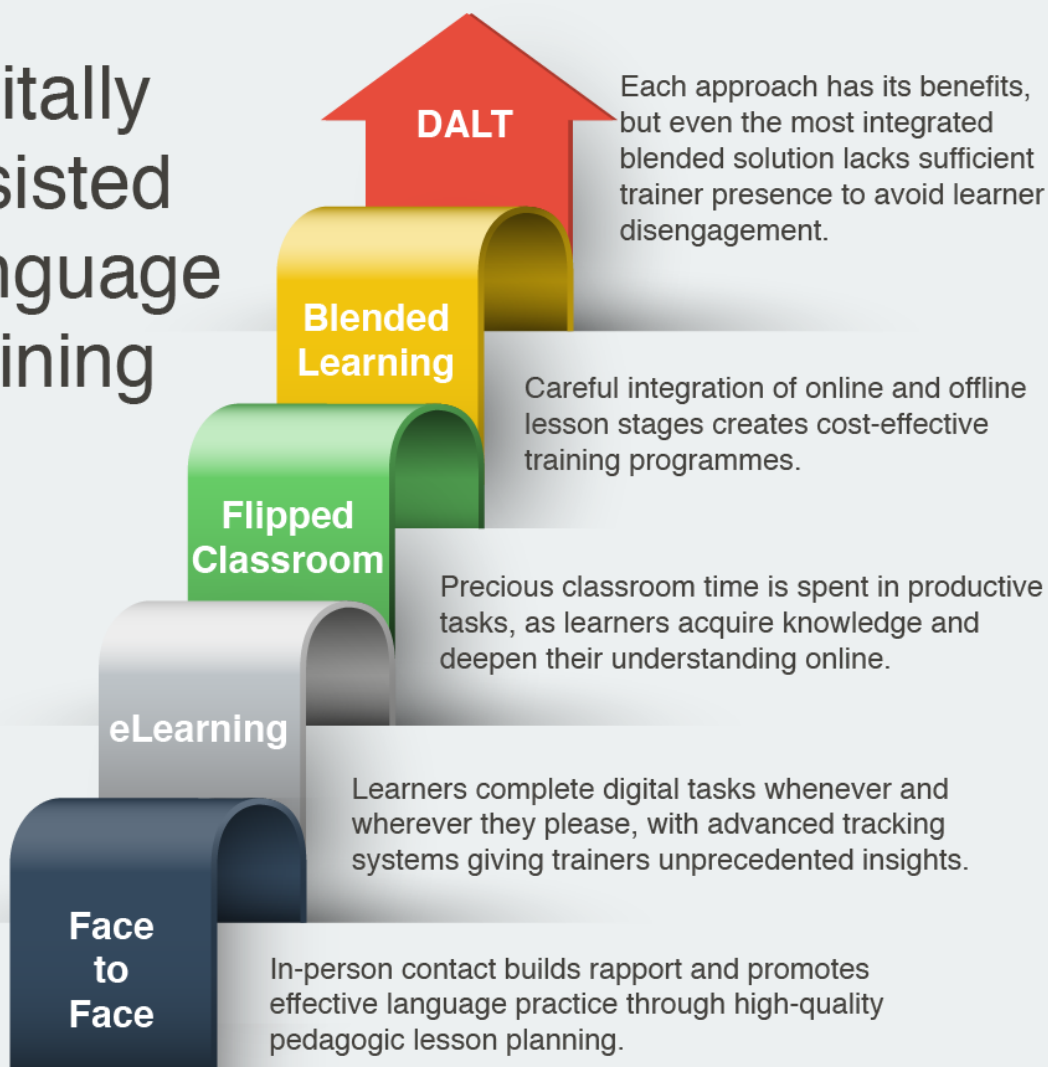 itally
sisted
nguage
ining
DALT
Each approach has its benefits,
but even the most integrated
blended solution lacks sufficient
trainer presence to avoid learner
disengagement.
Blended
Learning
Careful integration of online and offline
lesson stages creates cost-effective
training programmes.
Flipped
Classroom
Precious classroom time is spent in productive
tasks, as learners acquire knowledge and
deepen their understanding online.
eLearning
Learners complete digital tasks whenever and
wherever they please, with advanced tracking
systems giving trainers unprecedented insights.
Face
to
Face
In-person contact builds rapport and promotes
effective language practice through high-quality
pedagogic lesson planning.